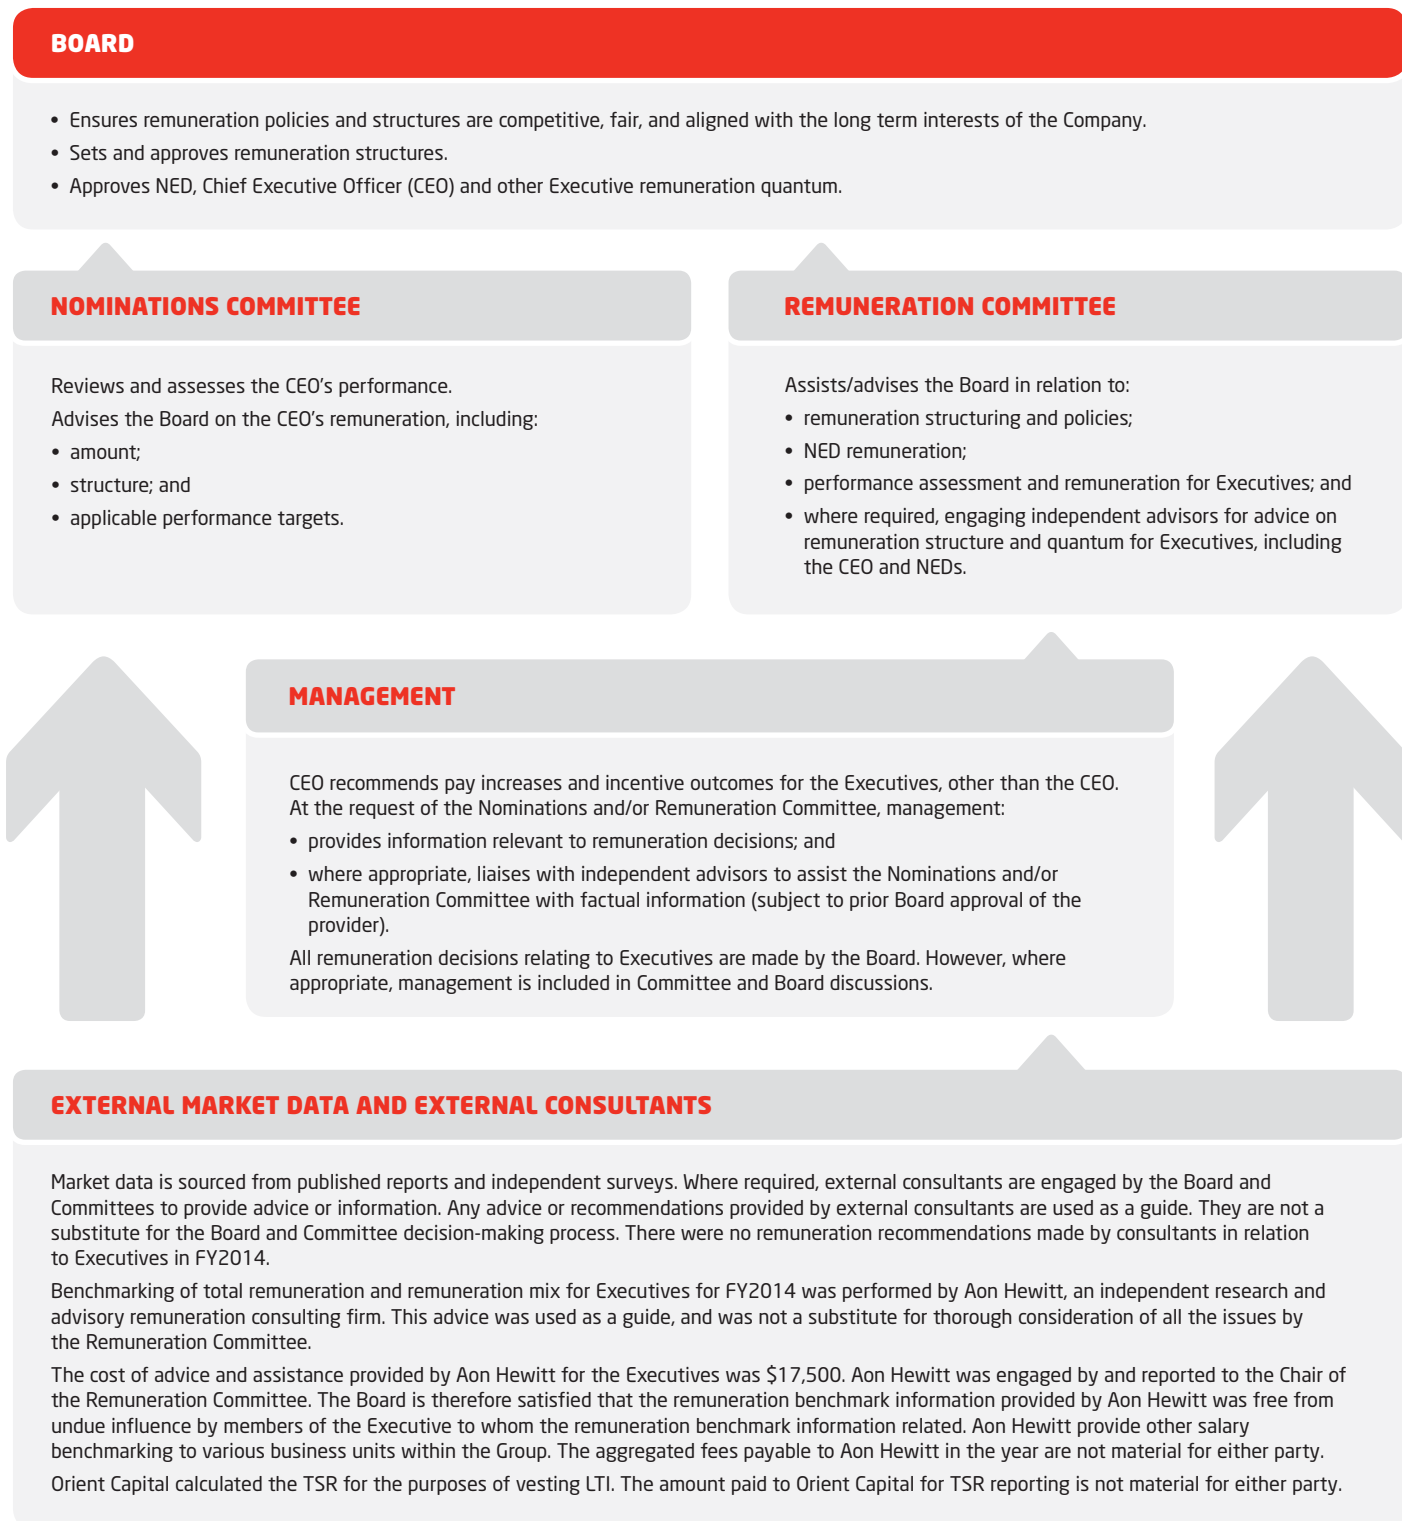 BOARD
• Ensures remuneration policies and structures are competitive, fair, and aligned with the long term interests of the Company.
• Sets and approves remuneration structures.
• Approves NED, Chief Executive Officer (CEO) and other Executive remuneration quantum.
NOMINATIONS COMMITTEE
Reviews and assesses the CEO's performance.
Advises the Board on the CEO's remuneration, including:
• amount;
• structure; and
• applicable performance targets.
REMUNERATION COMMITTEE
Assists/advises the Board in relation to:
• remuneration structuring and policies;
• NED remuneration;
• performance assessment and remuneration for Executives; and
• where required, engaging independent advisors for advice on
remuneration structure and quantum for Executives, including
the CEO and NEDs.
MANAGEMENT
CEO recommends pay increases and incentive outcomes for the Executives, other than the CEO.
At the request of the Nominations and/or Remuneration Committee, management:
• provides information relevant to remuneration decisions; and
• where appropriate, liaises with independent advisors to assist the Nominations and/or
Remuneration Committee with factual information (subject to prior Board approval of the
provider).
All remuneration decisions relating to Executives are made by the Board. However, where
appropriate, management is included in Committee and Board discussions.
EXTERNAL MARKET DATA AND EXTERNAL CONSULTANTS
Market data is sourced from published reports and independent surveys. Where required, external consultants are engaged by the Board and
Committees to provide advice or information. Any advice or recommendations provided by external consultants are used as a guide. They are not a
substitute for the Board and Committee decision-making process. There were no remuneration recommendations made by consultants in relation
to Executives in FY2014.
Benchmarking of total remuneration and remuneration mix for Executives for FY2014 was performed by Aon Hewitt, an independent research and
advisory remuneration consulting firm. This advice was used as a guide, and was not a substitute for thorough consideration of all the issues by
the Remuneration Committee.
The cost of advice and assistance provided by Aon Hewitt for the Executives was $17,500. Aon Hewitt was engaged by and reported to the Chair of
the Remuneration Committee. The Board is therefore satisfied that the remuneration benchmark information provided by Aon Hewitt was free from
undue influence by members of the Executive to whom the remuneration benchmark information related. Aon Hewitt provide other salary
benchmarking to various business units within the Group. The aggregated fees payable to Aon Hewitt in the year are not material for either party.
Orient Capital calculated the TSR for the purposes of vesting LTI. The amount paid to Orient Capital for TSR reporting is not material for either party.